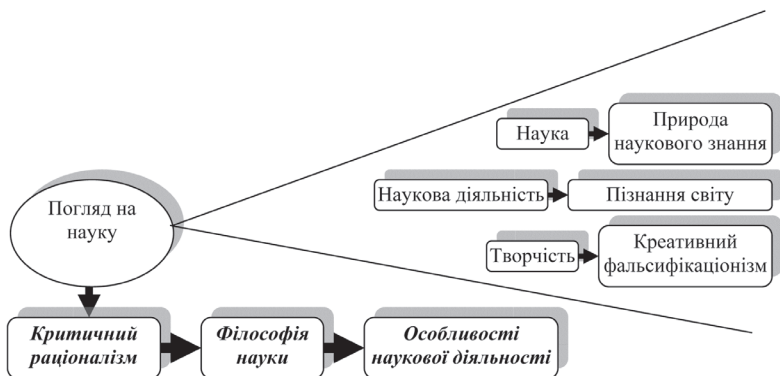 Наука
Природа
наукового знання
Наукова діяльність
Пізнання світу
Погляд на
науку
Творчість
Креативний
фальсифікаціонізм
Критичний
раціоналізм
Філософія
науки
Особливості
наукової діяльності